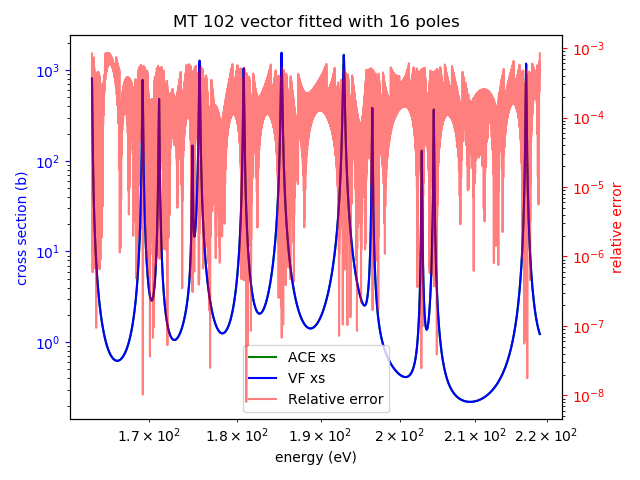 MT 102 vector fitted with 16 poles
10³
10²
10¹
10⁰
cross section (b)
10⁻³
10⁻⁴
10⁻⁵
10⁻⁶
10⁻⁷
10⁻⁸
relative error
ACE xs
VF xs
Relative error
1.7 × 10² 1.8 × 10² 1.9 × 10² 2 × 10² 2.1 × 10² 2.2 × 10²
energy (eV)